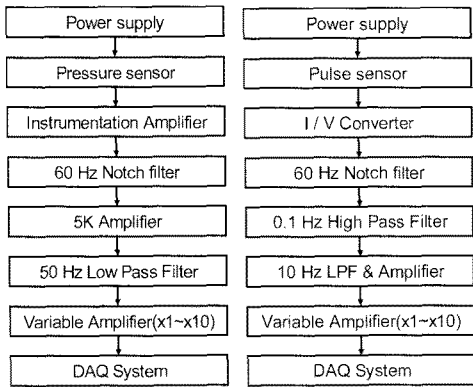 Power supply
Pressure sensor
Instrumentation Amplifier
60 Hz Notch filter
5K Amplifier
50 Hz Low Pass Filter
Variable Amplifier(x1~x10)
DAQ System
Power supply
Pulse sensor
I / V Converter
60 Hz Notch filter
0.1 Hz High Pass Filter
10 Hz LPF & Amplifier
Variable Amplifier(x1~x10)
DAQ System